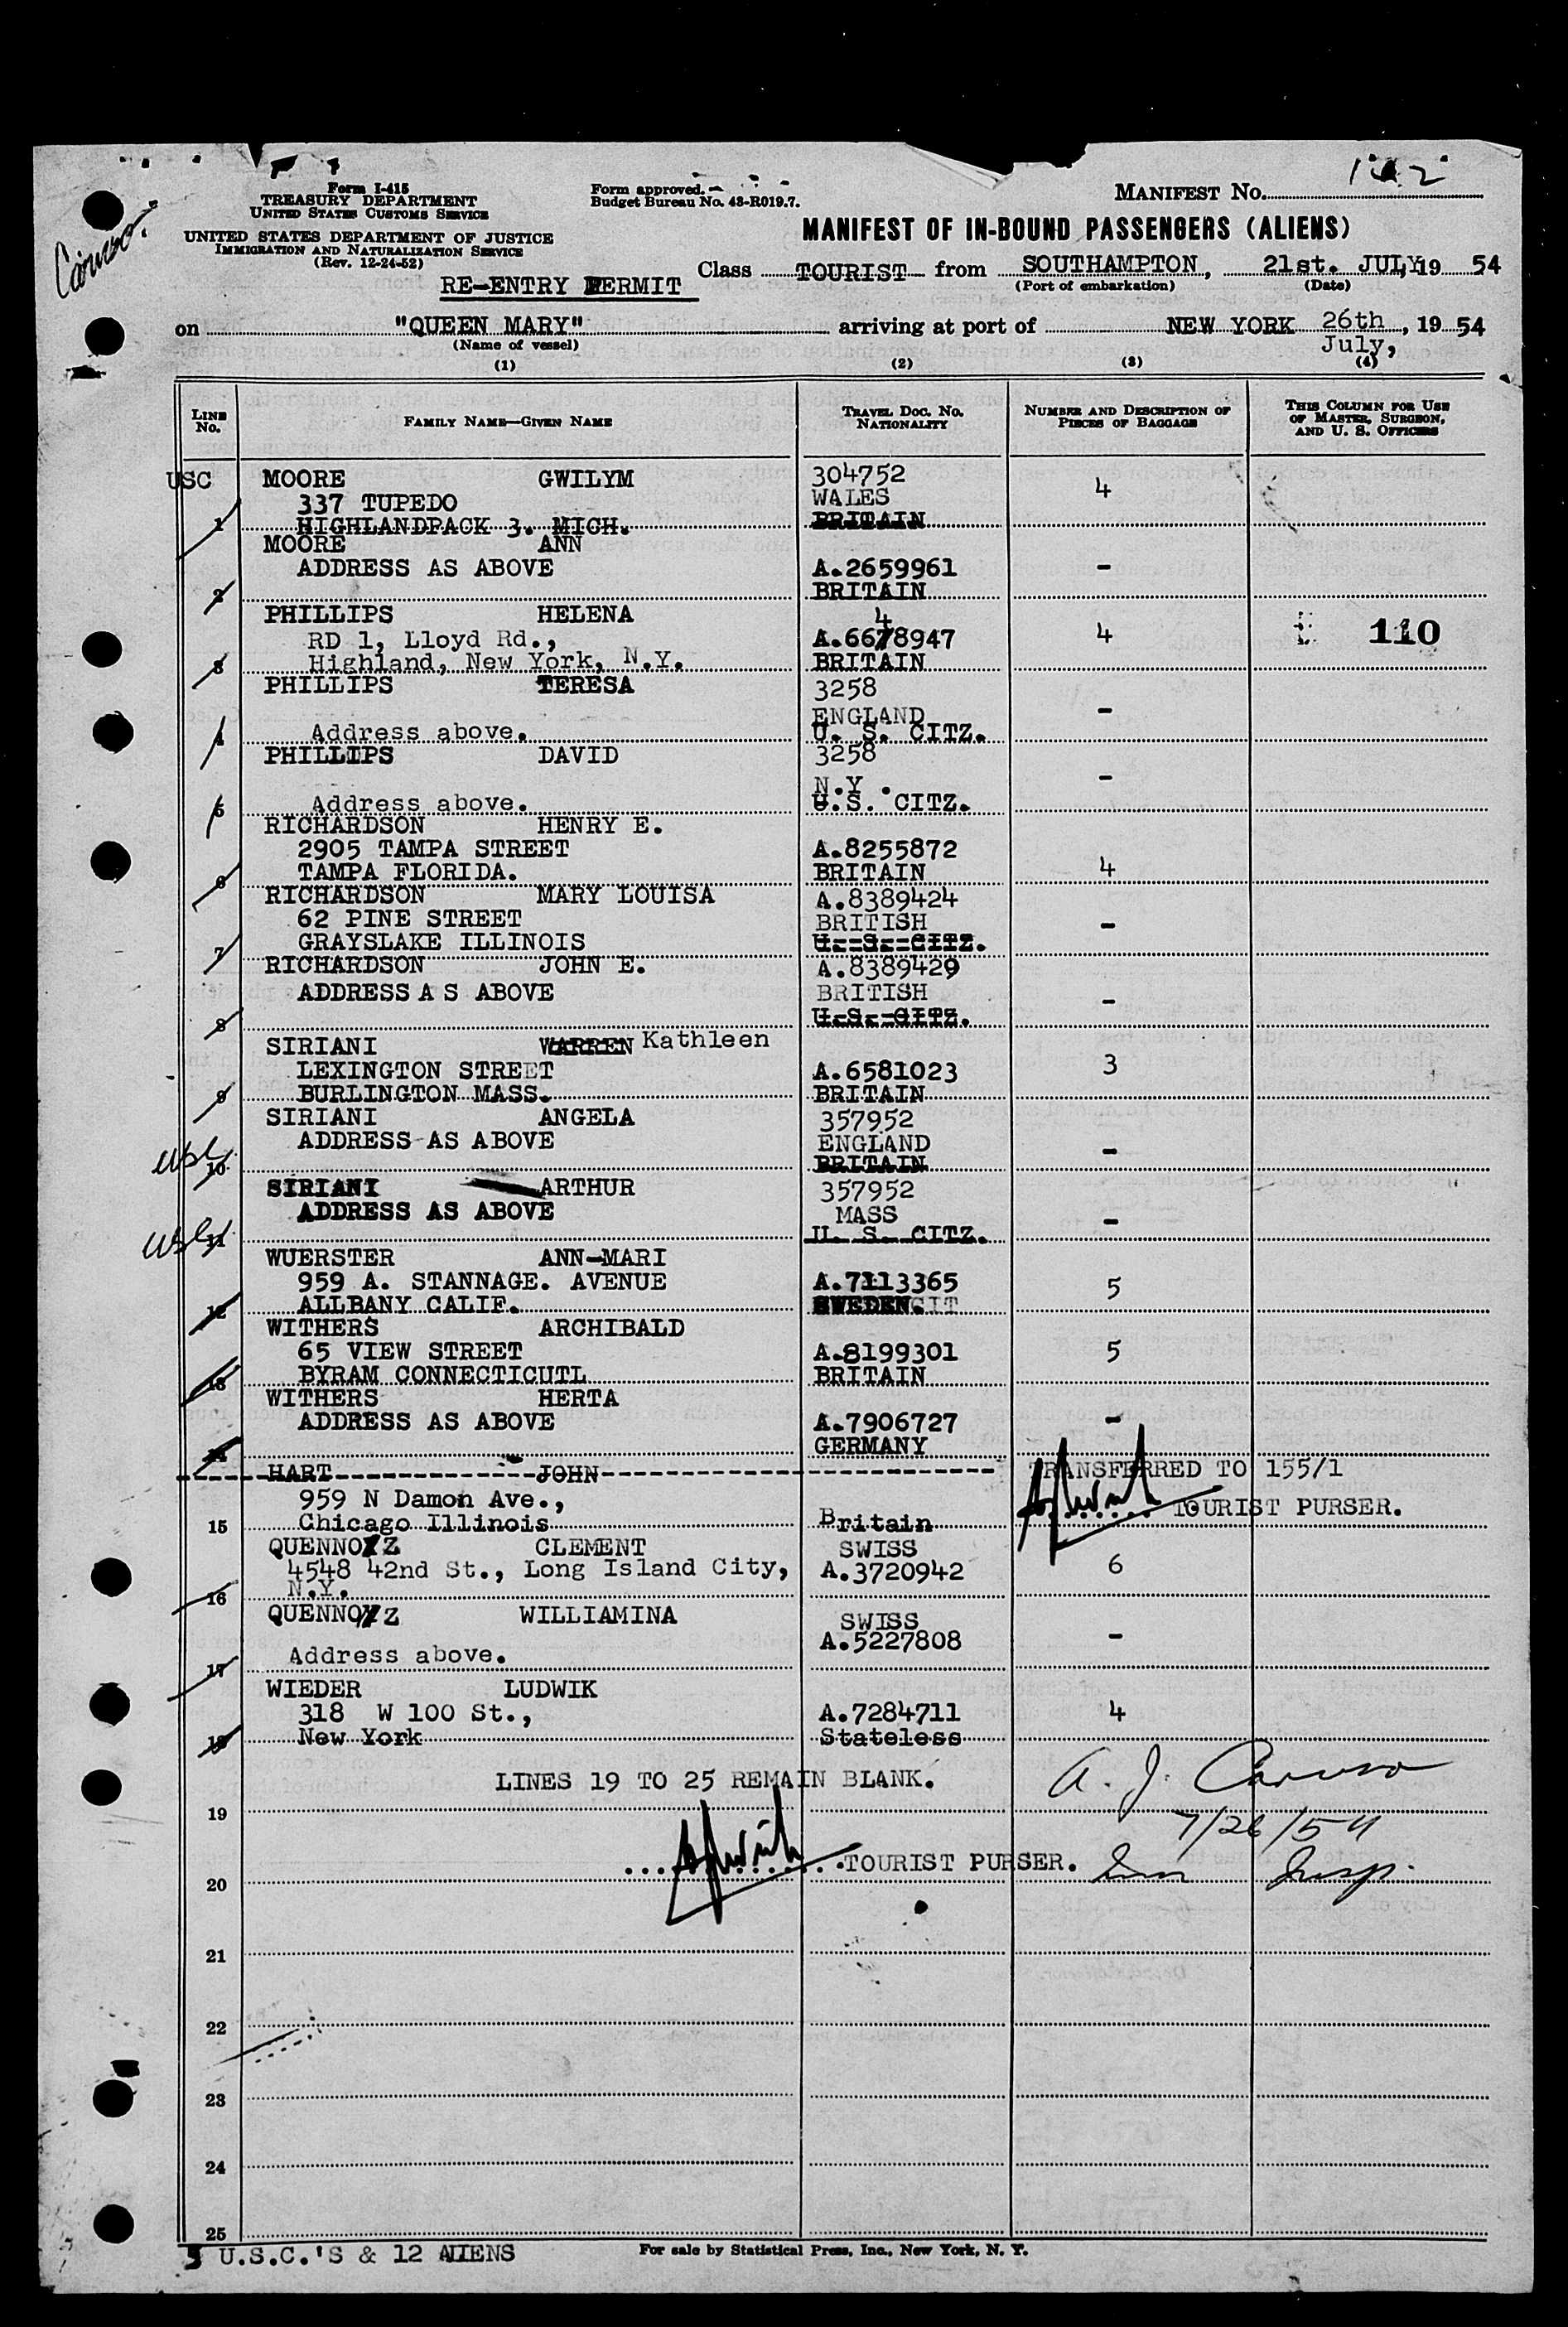 Caruso.
Form I-415
TREASURY DEPARTMENT
UNITED STATES CUSTOMS SERVICE
UNITED STATES DEPARTMENT OF JUSTICE
IMMIGRATION AND NATURALIZATION SERVICE
(Rev. 12-24-52)
Form approved.
Budget Bureau No. 43-R019.7.
MANIFEST NO.
MANIFEST OF IN-BOUND PASSENGERS (ALIENS)
RE-ENTRY PERMIT
Class TOURIST from SOUTHAMPTON, 21st. JULY 19 54
(Port of embarkation) (Date)
on "QUEEN MARY" arriving at port of NEW YORK 26th July, 19 54
(Name of vessel)
(1) (2) (3) (4)
LINE No. FAMILY NAME—GIVEN NAME TRAVEL DOC. NO. NATIONALITY NUMBER AND DESCRIPTION OF PIECES OF BAGGAGE THIS COLUMN FOR USE OF MASTER, SURGEON, AND U. S. OFFICERS
USC MOORE GWILYM 304752 4
337 TUPEDO WALES
1 HIGHLANDPACK 3. MICH. BRITAIN
MOORE ANN
ADDRESS AS ABOVE A.2659961 -
2 BRITAIN
PHILLIPS HELENA 4
RD 1, Lloyd Rd., A.6678947 4 110
3 Highland, New York, N.Y. BRITAIN
PHILLIPS TERESA 3258
ENGLAND -
4 Address above. U. S. CITZ.
PHILLIPS DAVID 3258
N.Y. -
5 Address above. U.S. CITZ.
RICHARDSON HENRY E.
2905 TAMPA STREET A.8255872
6 TAMPA FLORIDA. BRITAIN 4
RICHARDSON MARY LOUISA A.8389424
62 PINE STREET BRITISH -
7 GRAYSLAKE ILLINOIS U.-S.-CITZ.
RICHARDSON JOHN E. A.8389429
ADDRESS A S ABOVE BRITISH -
8 U.S.-CITZ.
SIRIANI WARREN Kathleen 3
LEXINGTON STREET A.6581023
9 BURLINGTON MASS. BRITAIN
SIRIANI ANGELA 357952
ADDRESS AS ABOVE ENGLAND -
10 BRITAIN
SIRIANI ARTHUR 357952
ADDRESS AS ABOVE MASS -
11 U. S. CITZ.
WUERSTER ANN-MARI
959 A. STANNAGE. AVENUE A.7113365 5
12 ALLBANY CALIF. SWEDEN.
WITHERS ARCHIBALD
65 VIEW STREET A.8199301 5
13 BYRAM CONNECTICUTL BRITAIN
WITHERS HERTA
ADDRESS AS ABOVE A.7906727 -
14 GERMANY
HART JOHN TRANSFERRED TO 155/1
959 N Damon Ave., TOURIST PURSER.
15 Chicago Illinois Britain
QUENNOZ CLEMENT SWISS
4548 42nd St., Long Island City, A.3720942 6
16 N.Y.
QUENNOZ WILLIAMINA SWISS
A.5227808 -
17 Address above.
WIEDER LUDWIK
318 W 100 St., A.7284711 4
18 New York Stateless
LINES 19 TO 25 REMAIN BLANK. A. J. Caruso
19
7/26/54
TOURIST PURSER. Imm Insp.
20
21
22
23
24
25
5 U.S.C.'S & 12 ALIENS
For sale by Statistical Press, Inc., New York, N. Y.